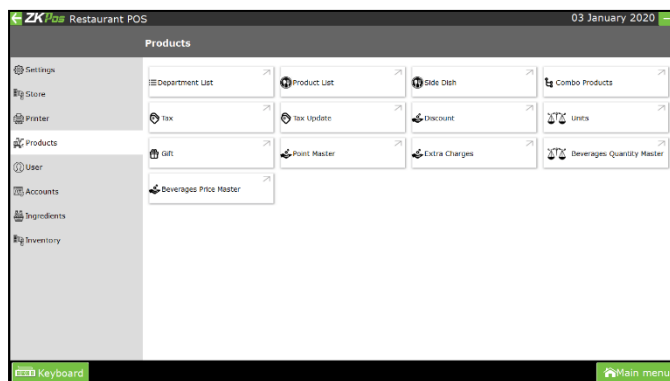 ZKPos Restaurant POS 03 January 2020
Products
Settings
Store
Printer
Products
User
Accounts
Ingredients
Inventory
Department List Product List Side Dish Combo Products
Tax Tax Update Discount Units
Gift Point Master Extra Charges Beverages Quantity Master
Beverages Price Master
Keyboard Main menu